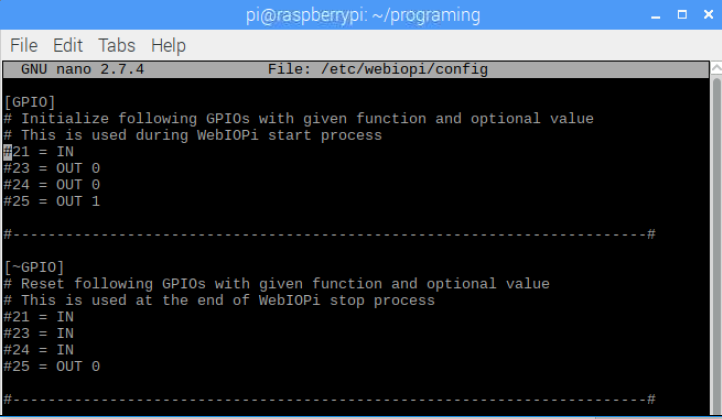 pi@raspberrypi: ~/programing
File Edit Tabs Help
GNU nano 2.7.4 File: /etc/webiopi/config
[GPIO]
# Initialize following GPIOs with given function and optional value
# This is used during WebIOPi start process
#21 = IN
#23 = OUT 0
#24 = OUT 0
#25 = OUT 1
#------------------------------------------------------------------------#
[~GPIO]
# Reset following GPIOs with given function and optional value
# This is used at the end of WebIOPi stop process
#21 = IN
#23 = IN
#24 = IN
#25 = OUT 0
#------------------------------------------------------------------------#